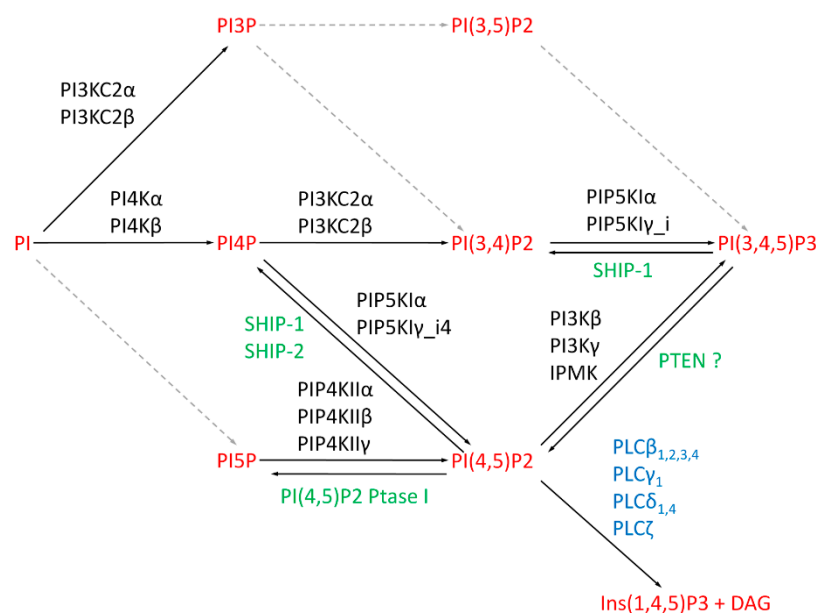 PI3P
PI(3,5)P2
PI3KC2α
PI3KC2β
PI4Kα
PI4Kβ
PI3KC2α
PI3KC2β
PIP5KIα
PIP5KIγ_i
PI
PI4P
PI(3,4)P2
PI(3,4,5)P3
SHIP-1
PIP5KIα
PIP5KIγ_i4
SHIP-1
SHIP-2
PI3Kβ
PI3Kγ
IPMK
PTEN ?
PIP4KIIα
PIP4KIIβ
PIP4KIIγ
PI5P
PI(4,5)P2
PI(4,5)P2 Ptase I
PLCβ1,2,3,4
PLCγ1
PLCδ1,4
PLCζ
Ins(1,4,5)P3 + DAG